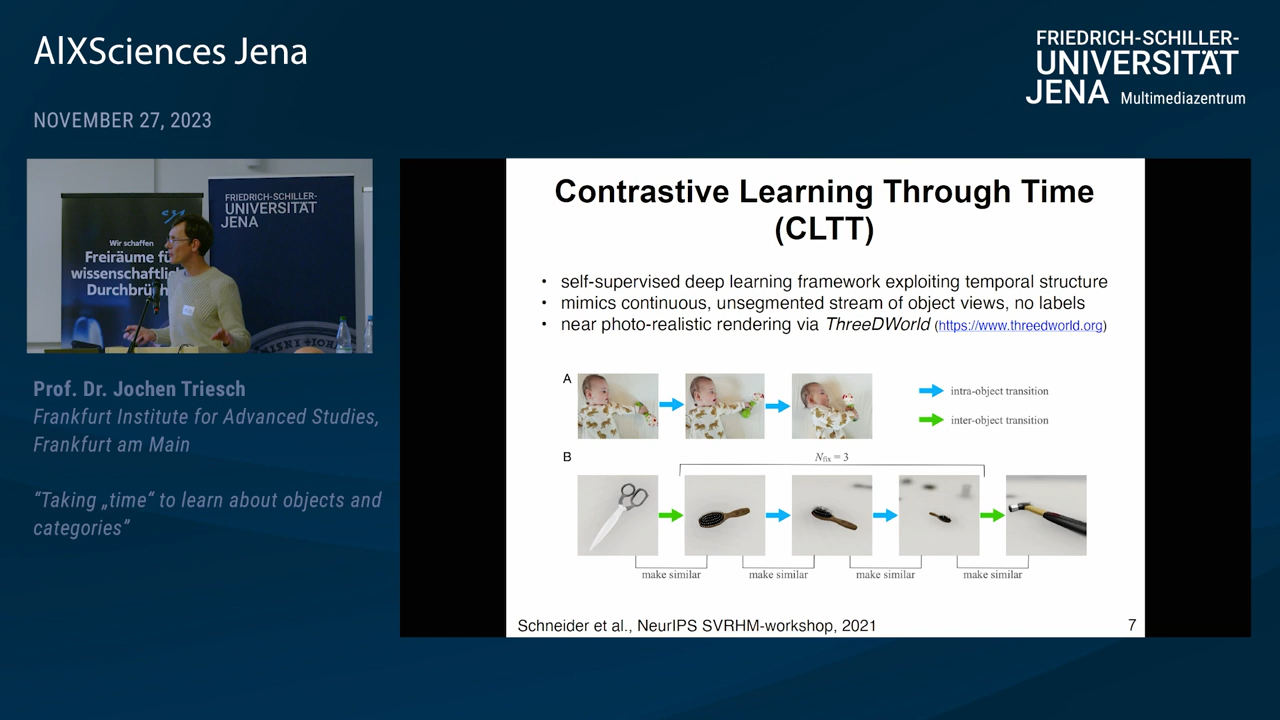 AIXSciences Jena
FRIEDRICH-SCHILLER-
UNIVERSITÄT
JENA Multimediazentrum
NOVEMBER 27, 2023
Wir schaffen
Freiräume fü
wissenschaftlich
Durchbrüch
FRIEDRICH-SCHILLER-
UNIVERSITÄT
JENA
Prof. Dr. Jochen Triesch
Frankfurt Institute for Advanced Studies,
Frankfurt am Main
“Taking „time“ to learn about objects and
categories”
Contrastive Learning Through Time
(CLTT)
• self-supervised deep learning framework exploiting temporal structure
• mimics continuous, unsegmented stream of object views, no labels
• near photo-realistic rendering via ThreeDWorld (https://www.threedworld.org)
A
intra-object transition
inter-object transition
B
Nfix = 3
make similar
make similar
make similar
make similar
Schneider et al., NeurIPS SVRHM-workshop, 2021
7